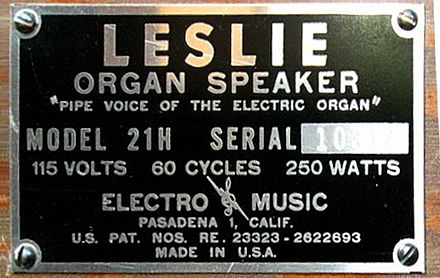 LESLIE
ORGAN SPEAKER
"PIPE VOICE OF THE ELECTRIC ORGAN"
MODEL 21H SERIAL
115 VOLTS 60 CYCLES 250 WATTS
ELECTRO MUSIC
PASADENA 1, CALIF.
U.S. PAT. NOS. RE. 23323-2622693
MADE IN U.S.A.